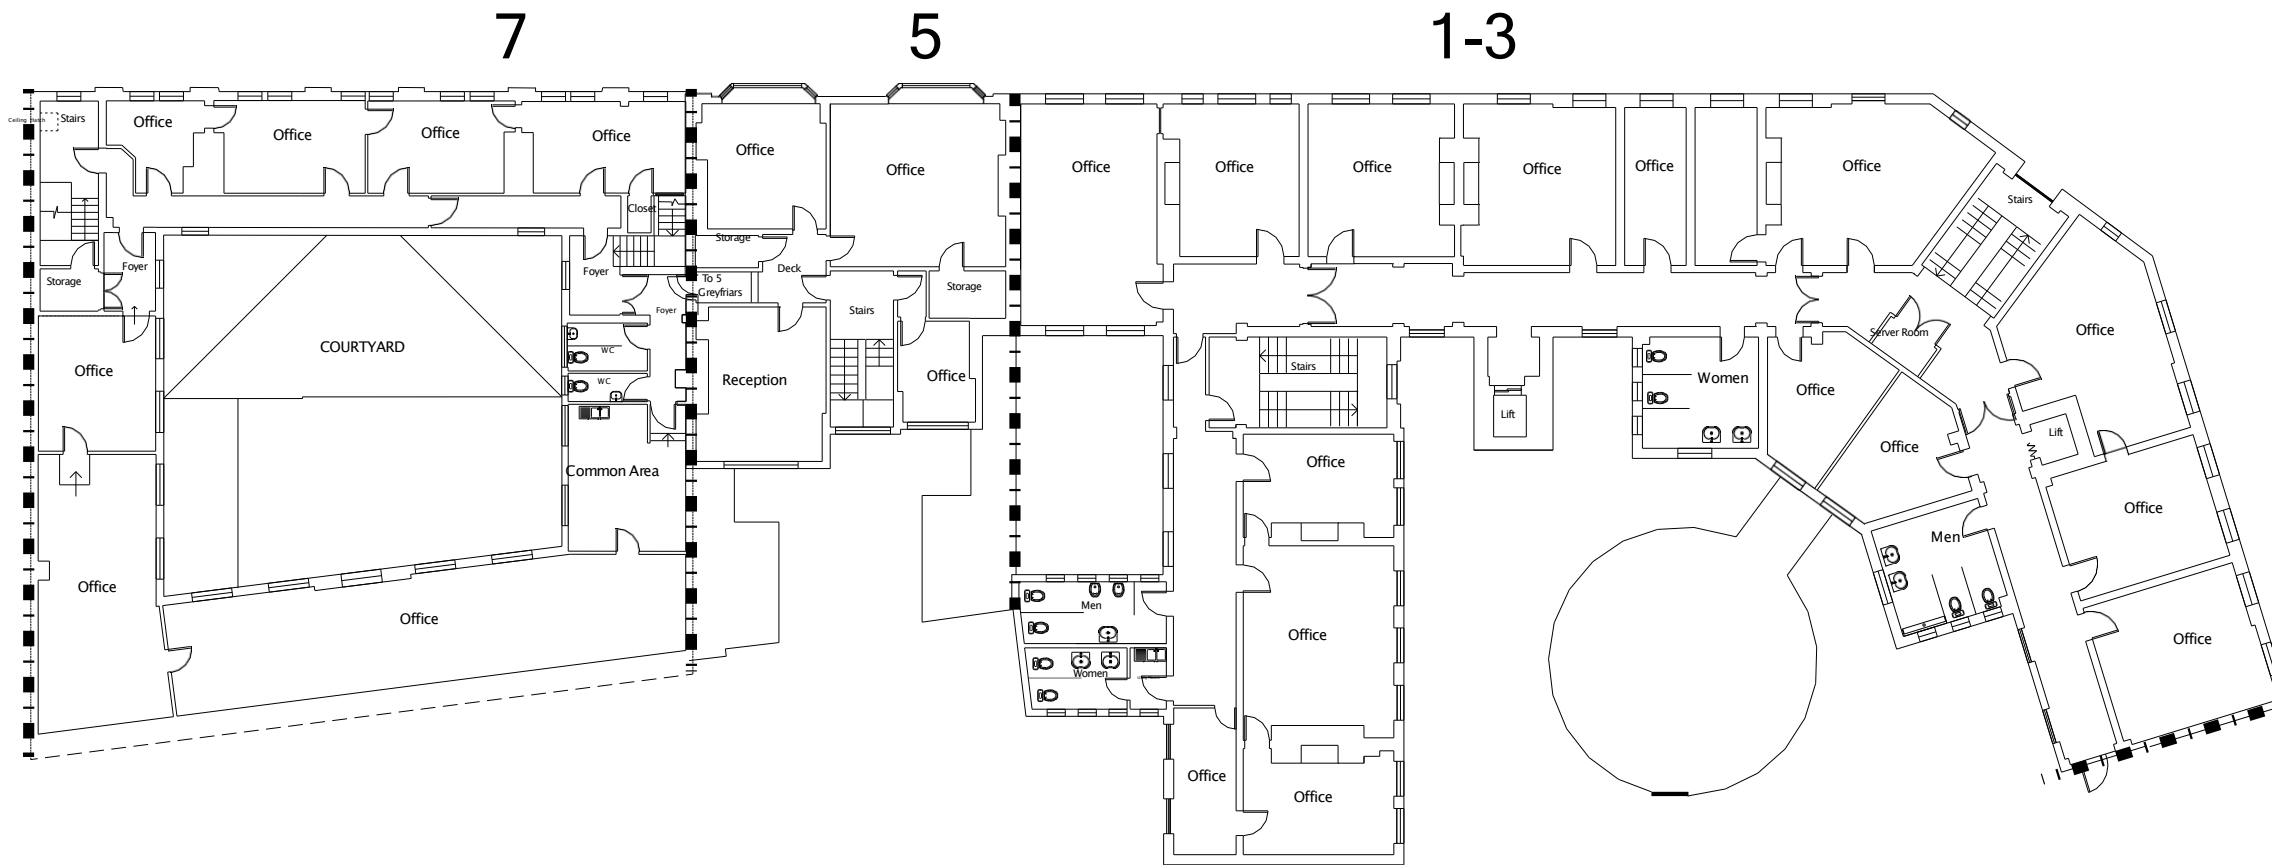 7
5
1-3
Ceiling Hatch
Stairs
Office
Office
Office
Office
Office
Office
Office
Office
Office
Office
Office
Office
Stairs
Closet
Storage
Deck
Foyer
Foyer
Storage
To 5
Greyfriars
Storage
Foyer
Stairs
Office
Server Room
COURTYARD
WC
WC
Office
Reception
Office
Stairs
Women
Office
Lift
Lift
Office
Common Area
Office
Office
Men
Office
Office
Men
Office
Office
Women
Office
Office
Office